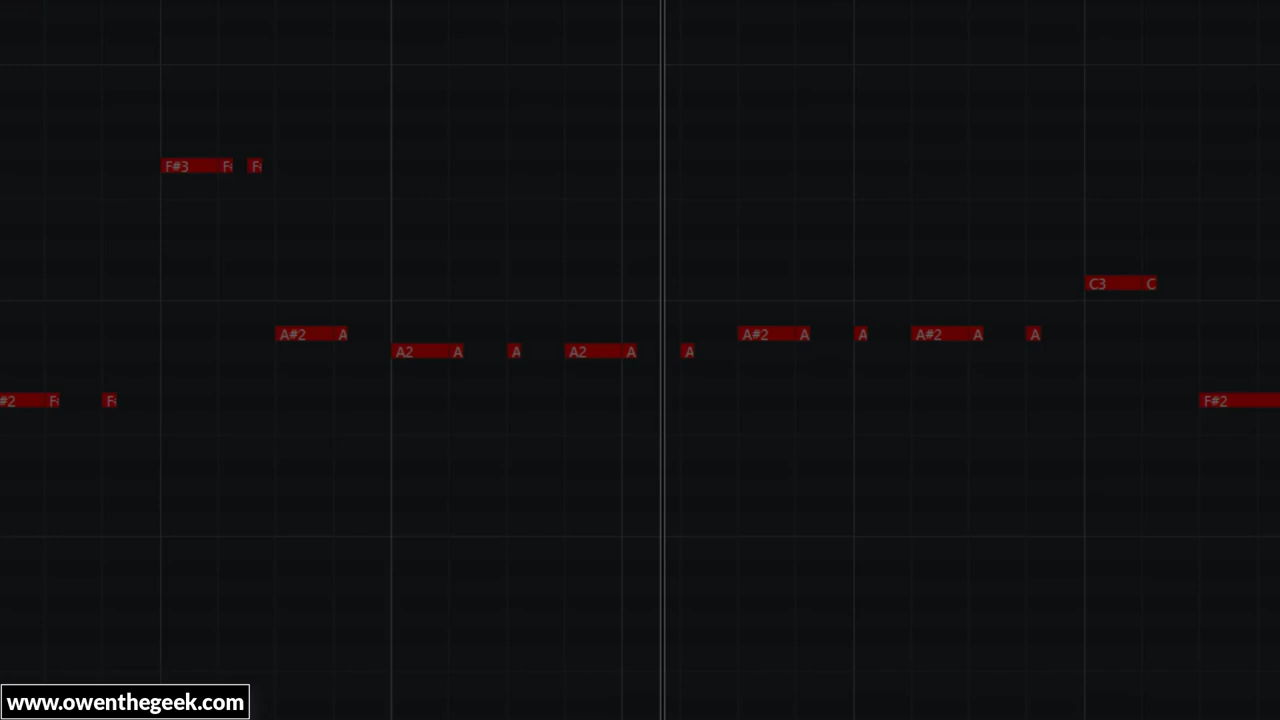 F#3 F F
C3 C
A#2 A A#2 A A A#2 A A
A2 A A A2 A A
#2 F F F#2
www.owenthegeek.com